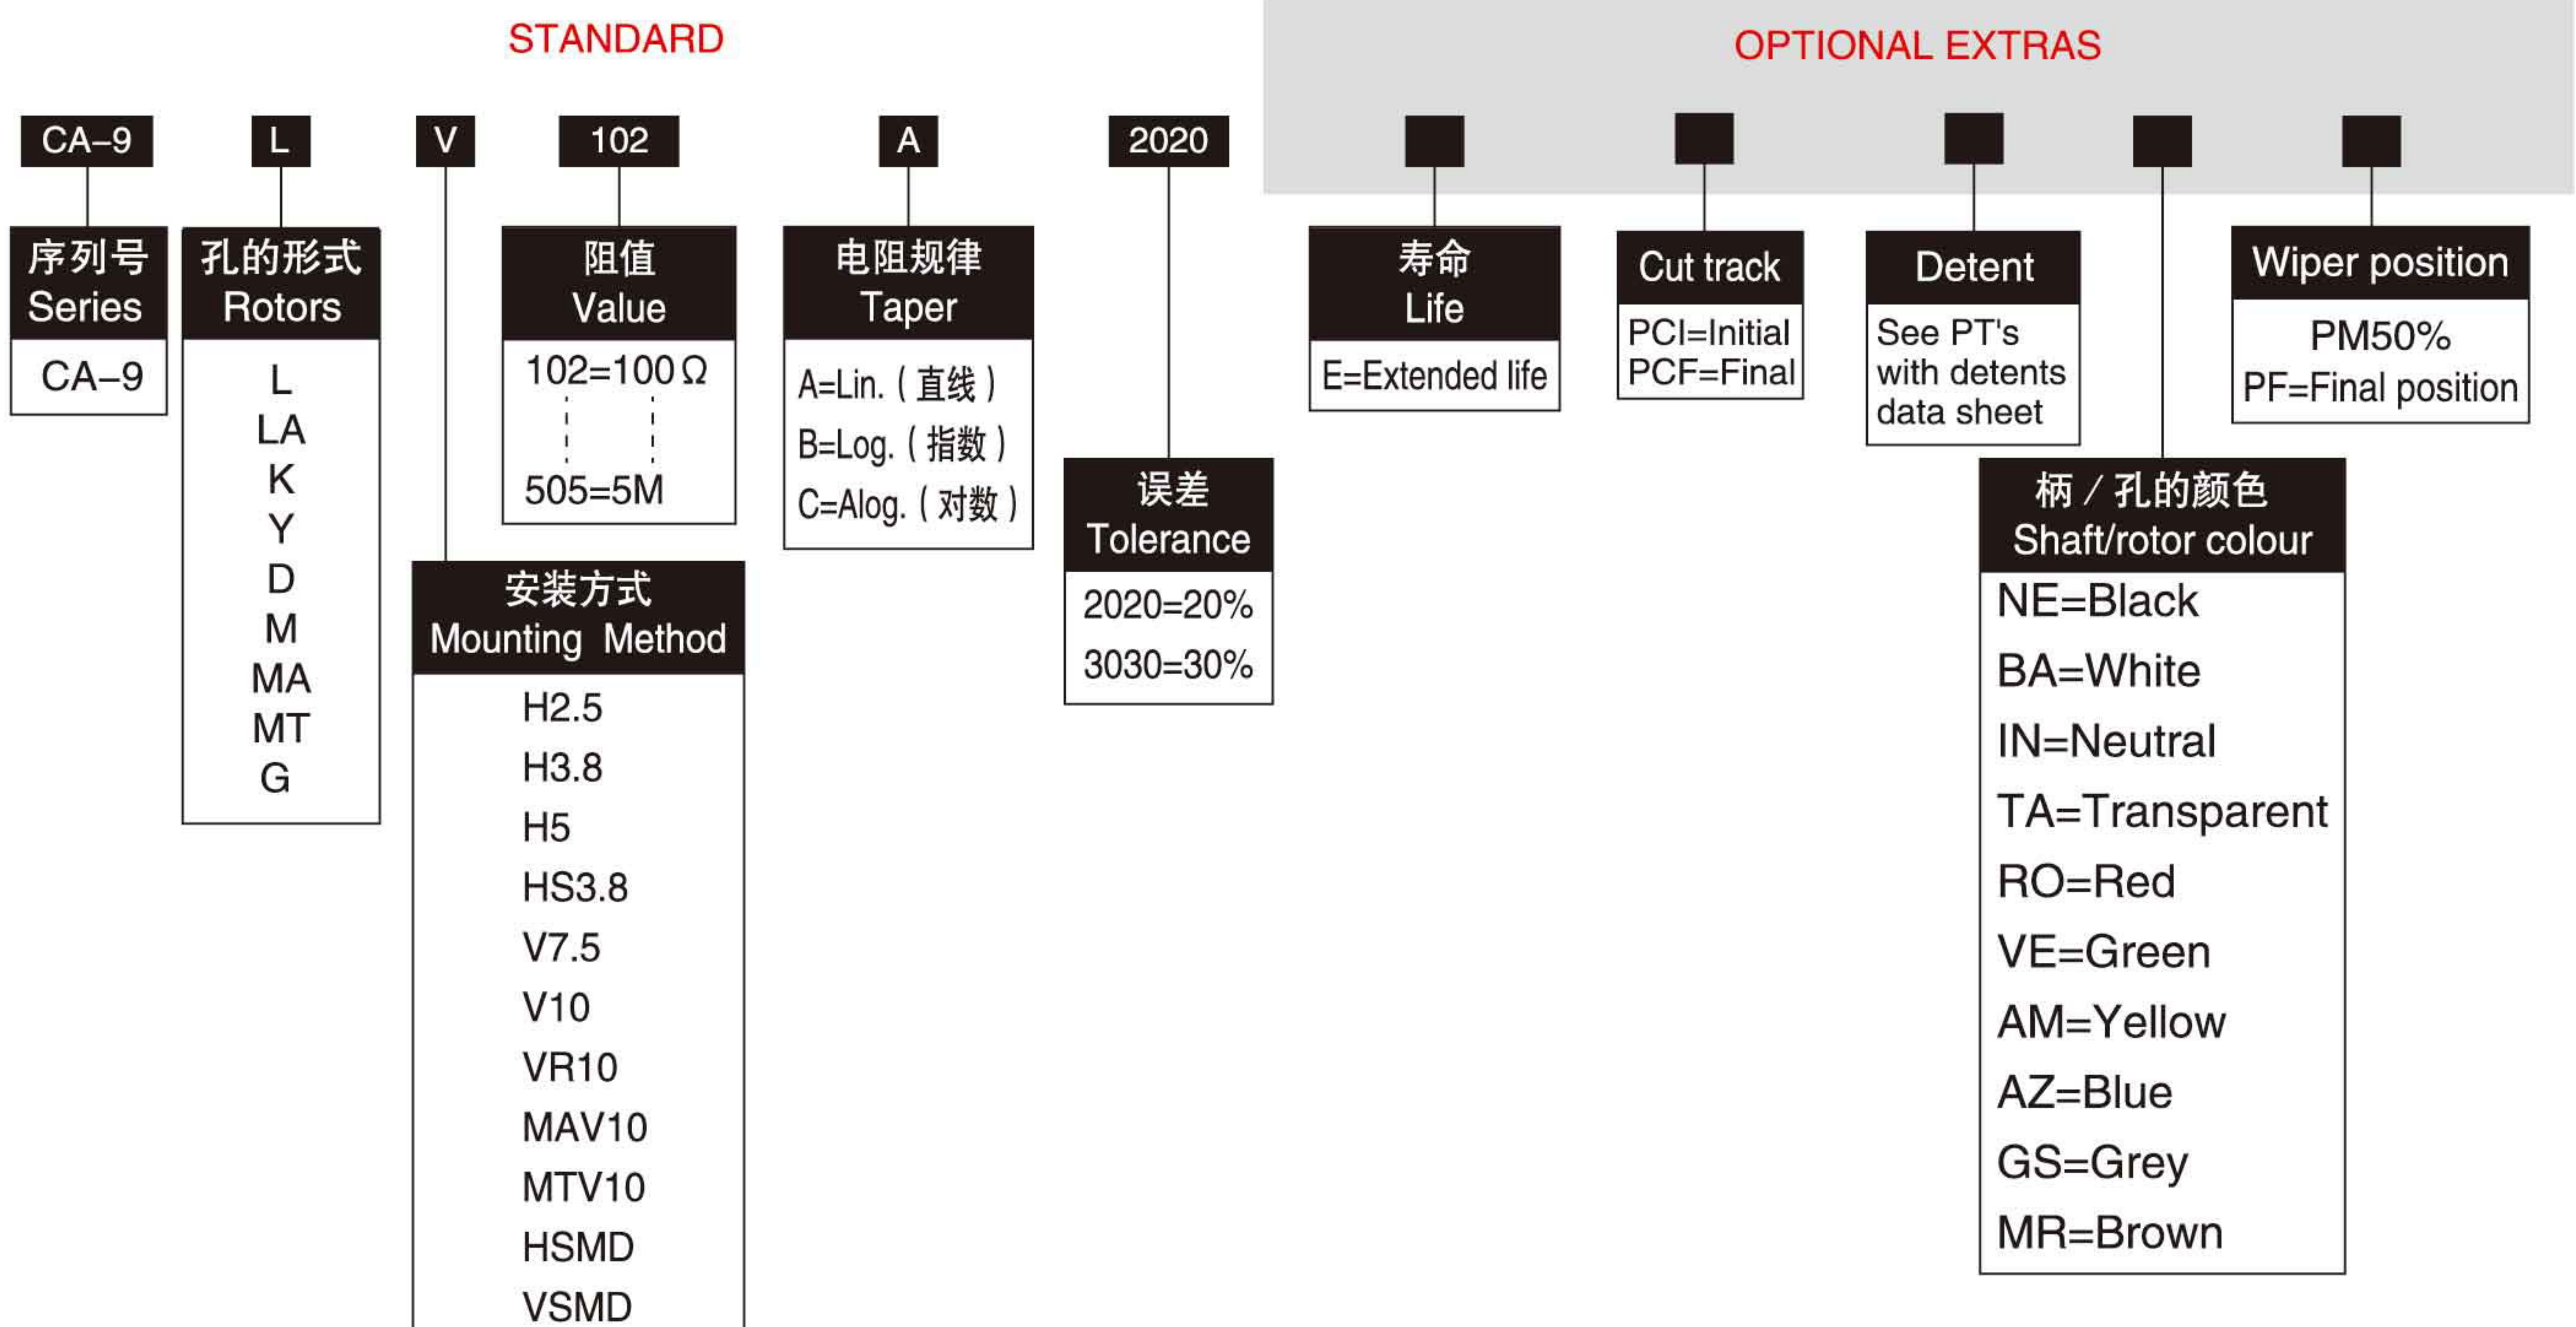 STANDARD
OPTIONAL EXTRAS
CA–9
L
V
102
A
2020
序列号
Series
CA–9
孔的形式
Rotors
L
LA
K
Y
D
M
MA
MT
G
安装方式
Mounting Method
H2.5
H3.8
H5
HS3.8
V7.5
V10
VR10
MAV10
MTV10
HSMD
VSMD
阻值
Value
102=100Ω
505=5M
电阻规律
Taper
A=Lin.(直线)
B=Log.(指数)
C=Alog.(对数)
误差
Tolerance
2020=20%
3030=30%
寿命
Life
E=Extended life
Cut track
PCI=Initial
PCF=Final
Detent
See PT's
with detents
data sheet
柄/孔的颜色
Shaft/rotor colour
NE=Black
BA=White
IN=Neutral
TA=Transparent
RO=Red
VE=Green
AM=Yellow
AZ=Blue
GS=Grey
MR=Brown
Wiper position
PM50%
PF=Final position